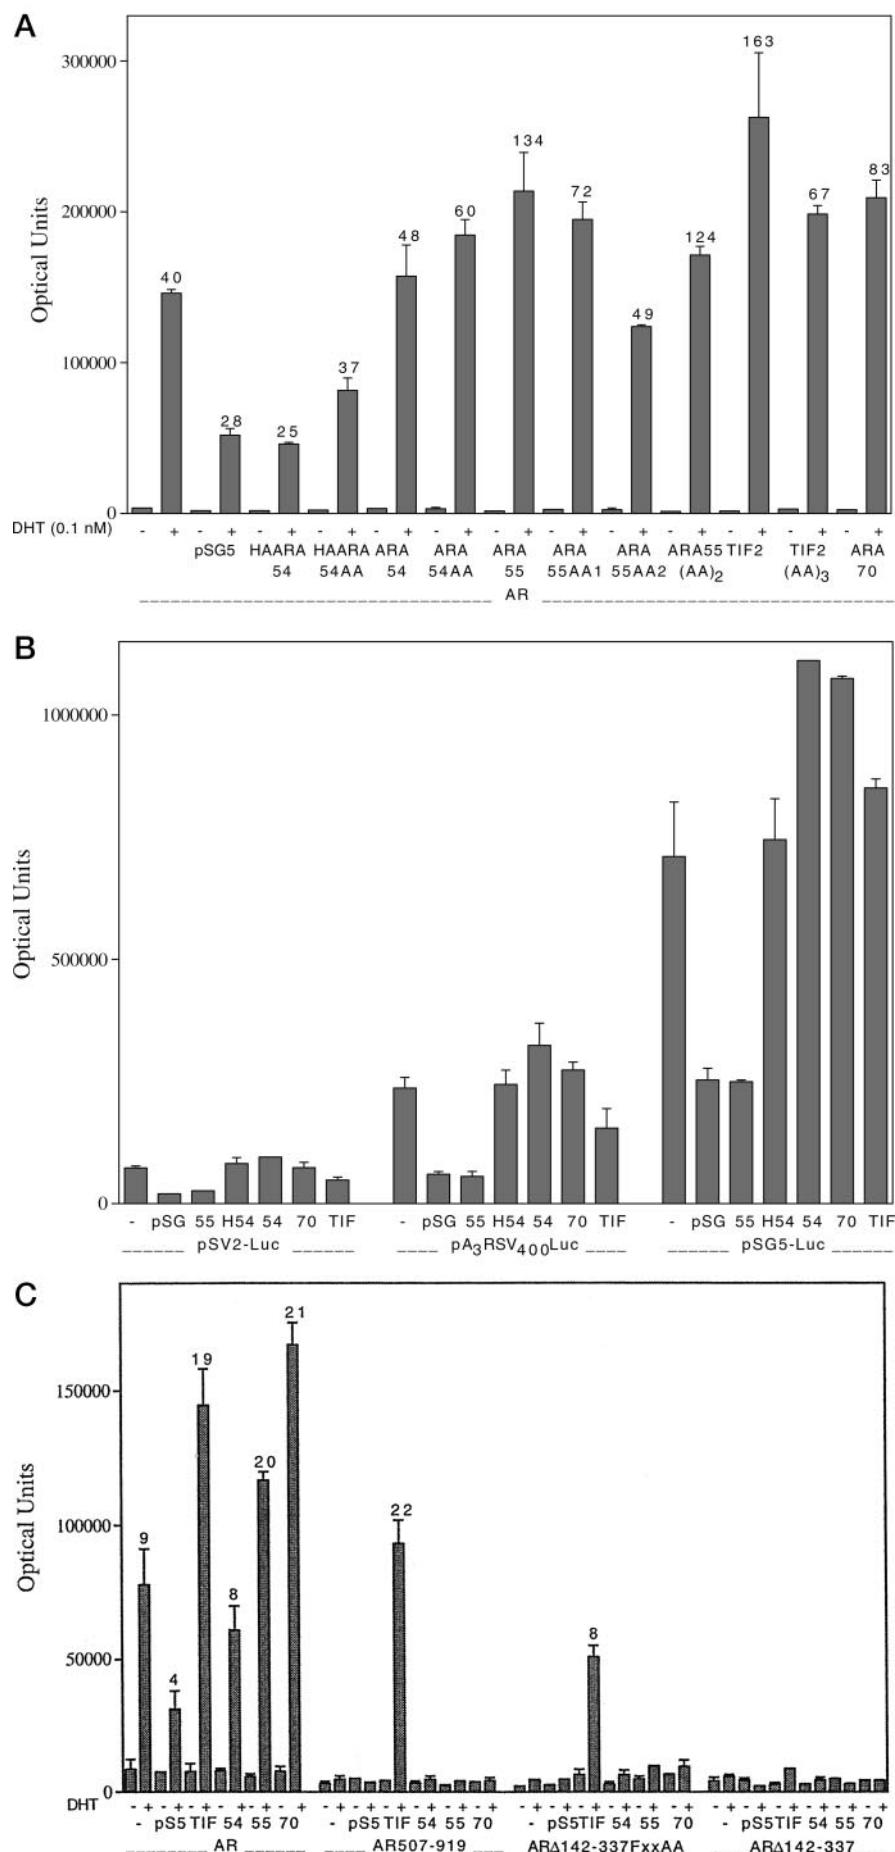 A
300000
200000
100000
0
Optical Units
40
28
25
37
48
60
134
72
49
124
163
67
83
DHT (0.1 nM) - + - + - + - + - + - + - + - + - + - + - + - + - +
pSG5 HAARA HAARA ARA ARA ARA ARA ARA ARA55 TIF2 TIF2 ARA
54 54AA 54 54AA 55 55AA1 55AA2 (AA)2 (AA)3 70
AR
B
1000000
500000
0
Optical Units
- pSG 55 H54 54 70 TIF - pSG 55 H54 54 70 TIF - pSG 55 H54 54 70 TIF
pSV2-Luc pA3RSV400Luc pSG5-Luc
C
150000
100000
50000
0
Optical Units
9
4
19
8
20
21
22
8
DHT - + - + - + - + - + - + - + - + - + - + - + - + - + - + - + - + - + - + - + - + - + - + - + - +
- pS5 TIF 54 55 70 - pS5 TIF 54 55 70 - pS5TIF 54 55 70 - pS5TIF 54 55 70
AR AR507-919 ARΔ142-337FxxAA ARΔ142-337